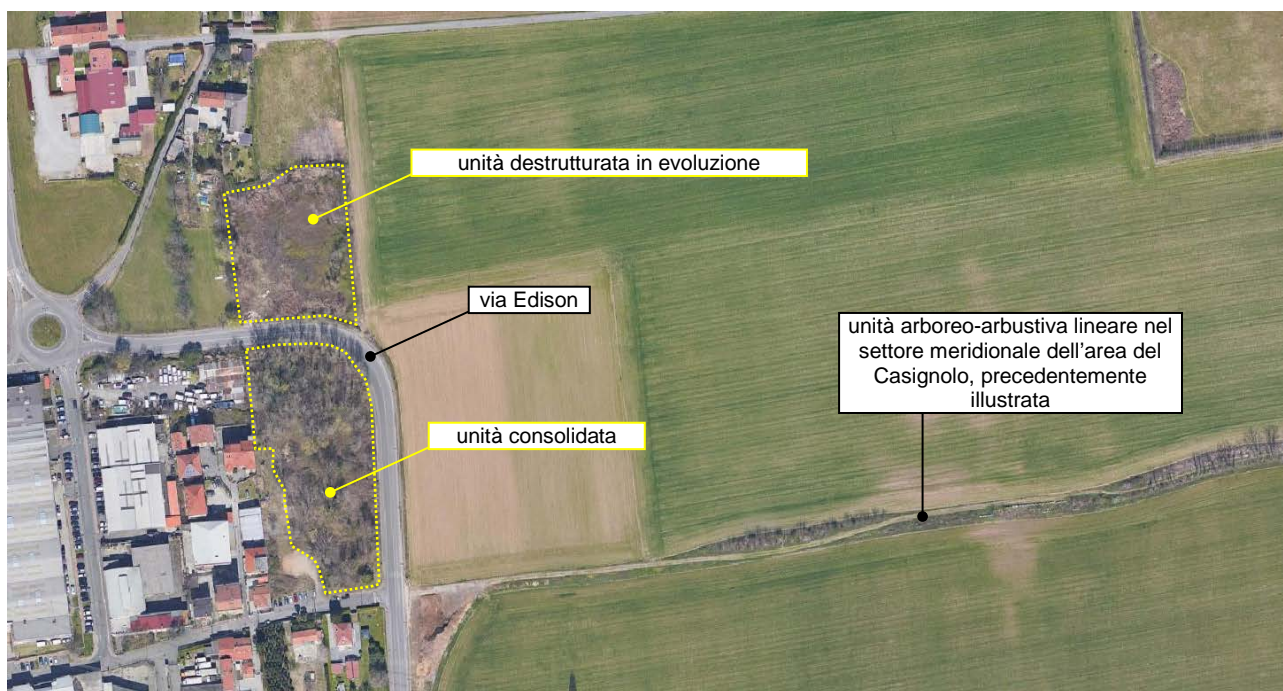 unità destrutturata in evoluzione
via Edison
unità arboreo-arbustiva lineare nel
settore meridionale dell'area del
Casignolo, precedentemente
illustrata
unità consolidata